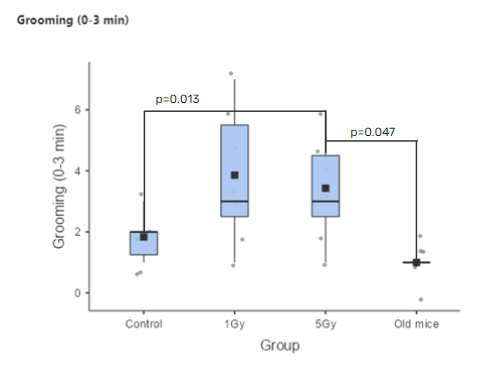 Grooming (0-3 min)
p=0.013
p=0.047
Grooming (0-3 min)
6
4
2
0
Control 1Gy 5Gy Old mice
Group